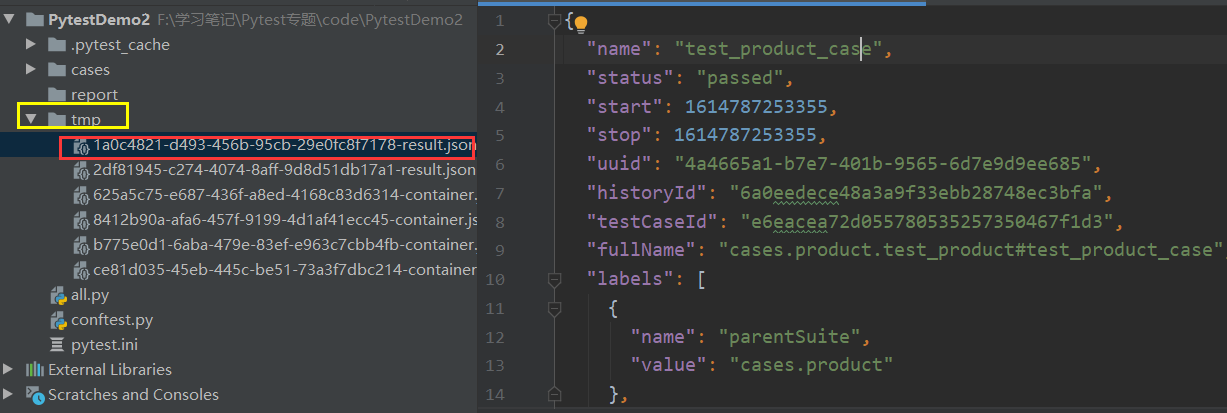 PytestDemo2 F:\学习笔记\Pytest专题\code\PytestDemo2
.pytest_cache
cases
report
tmp
1a0c4821-d493-456b-95cb-29e0fc8f7178-result.json
2df81945-c274-4074-8aff-9d8d51db17a1-result.json
625a5c75-e687-436f-a8ed-4168c83d6314-container.
8412b90a-afa6-457f-9199-4d1af41ecc45-container.js
b775e0d1-6aba-479e-83ef-e963c7cbb4fb-container.
ce81d035-45eb-445c-be51-73a3f7dbc214-container
all.py
conftest.py
pytest.ini
External Libraries
Scratches and Consoles
1 {
2 "name": "test_product_case",
3 "status": "passed",
4 "start": 1614787253355,
5 "stop": 1614787253355,
6 "uuid": "4a4665a1-b7e7-401b-9565-6d7e9d9ee685",
7 "historyId": "6a0eedece48a3a9f33ebb28748ec3bfa",
8 "testCaseId": "e6eacea72d0557805352​57350467f1d3",
9 "fullName": "cases.product.test_product#test_product_case"
10 "labels": [
11 {
12 "name": "parentSuite",
13 "value": "cases.product"
14 },